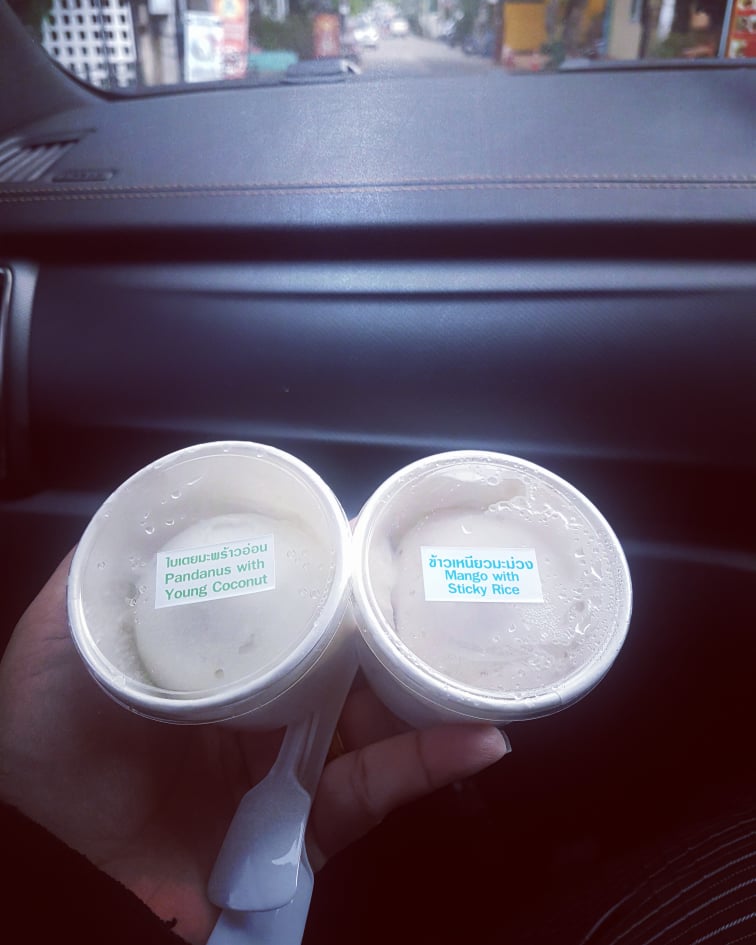 ใบเตยมะพร้าวอ่อน
Pandanus with
Young Coconut
ข้าวเหนียวมะม่วง
Mango with
Sticky Rice